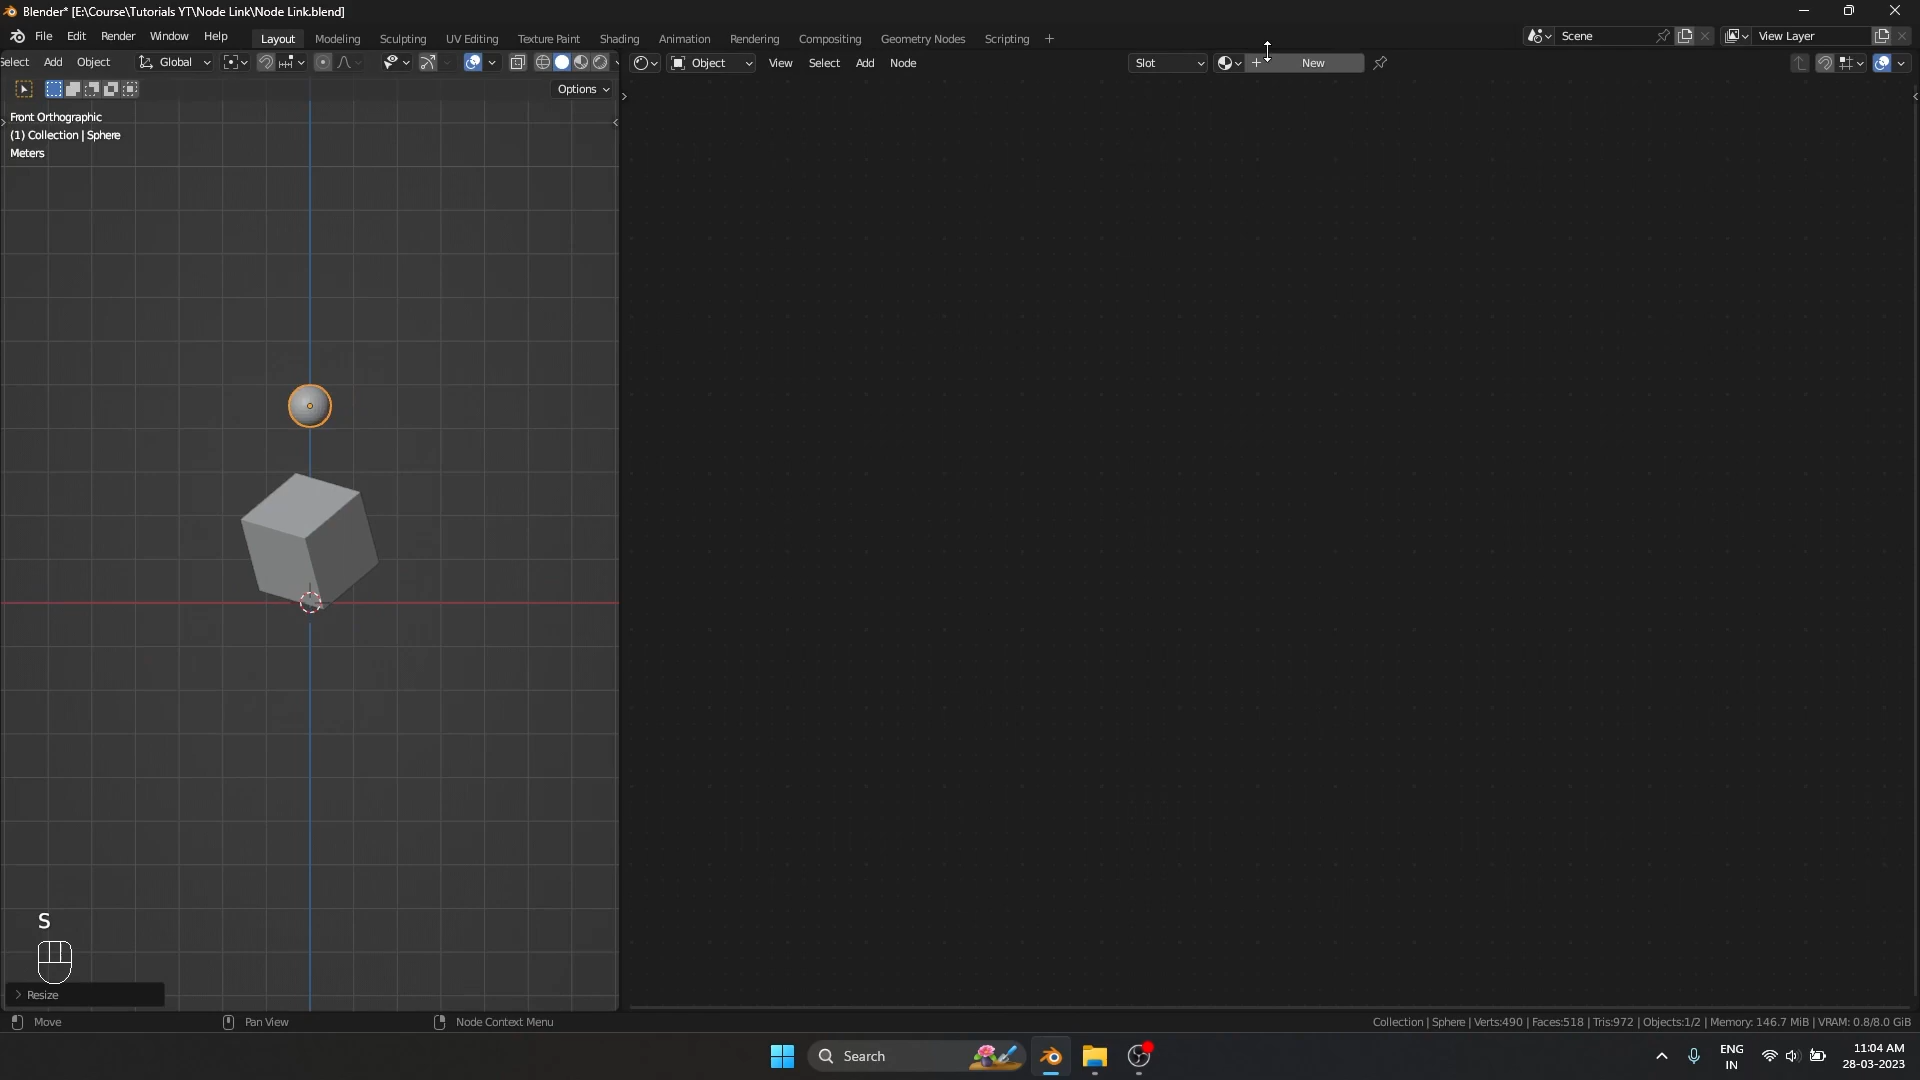 Blender* [E:\Course\Tutorials YT\Node Link\Node Link.blend]
File Edit Render Window Help Layout Modeling Sculpting UV Editing Texture Paint Shading Animation Rendering Compositing Geometry Nodes Scripting + Scene View Layer
Select Add Object Global Object View Select Add Node Slot New
Options
Front Orthographic
(1) Collection | Sphere
Meters
S
Resize
Move Pan View Node Context Menu Collection | Sphere | Verts:490 | Faces:518 | Tris:972 | Objects:1/2 | Memory: 146.7 MiB | VRAM: 0.8/8.0 GiB
Search ENG IN 11:04 AM 28-03-2023